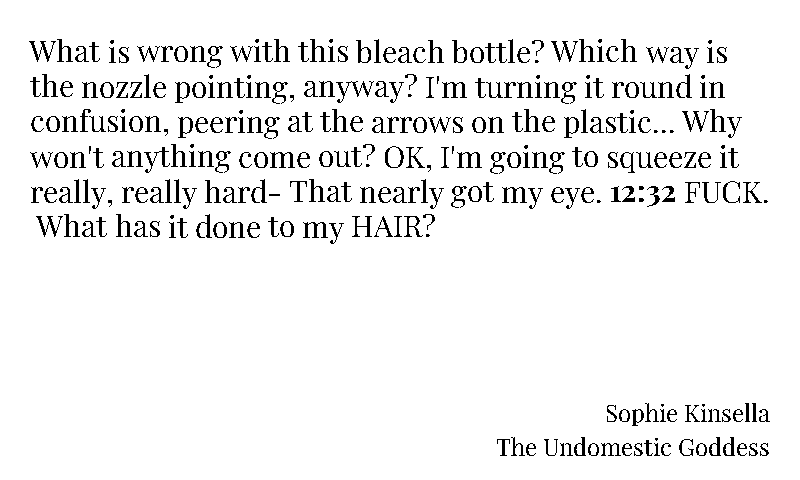 What is wrong with this bleach bottle? Which way is
the nozzle pointing, anyway? I'm turning it round in
confusion, peering at the arrows on the plastic... Why
won't anything come out? OK, I'm going to squeeze it
really, really hard- That nearly got my eye. 12:32 FUCK.
What has it done to my HAIR?
Sophie Kinsella
The Undomestic Goddess